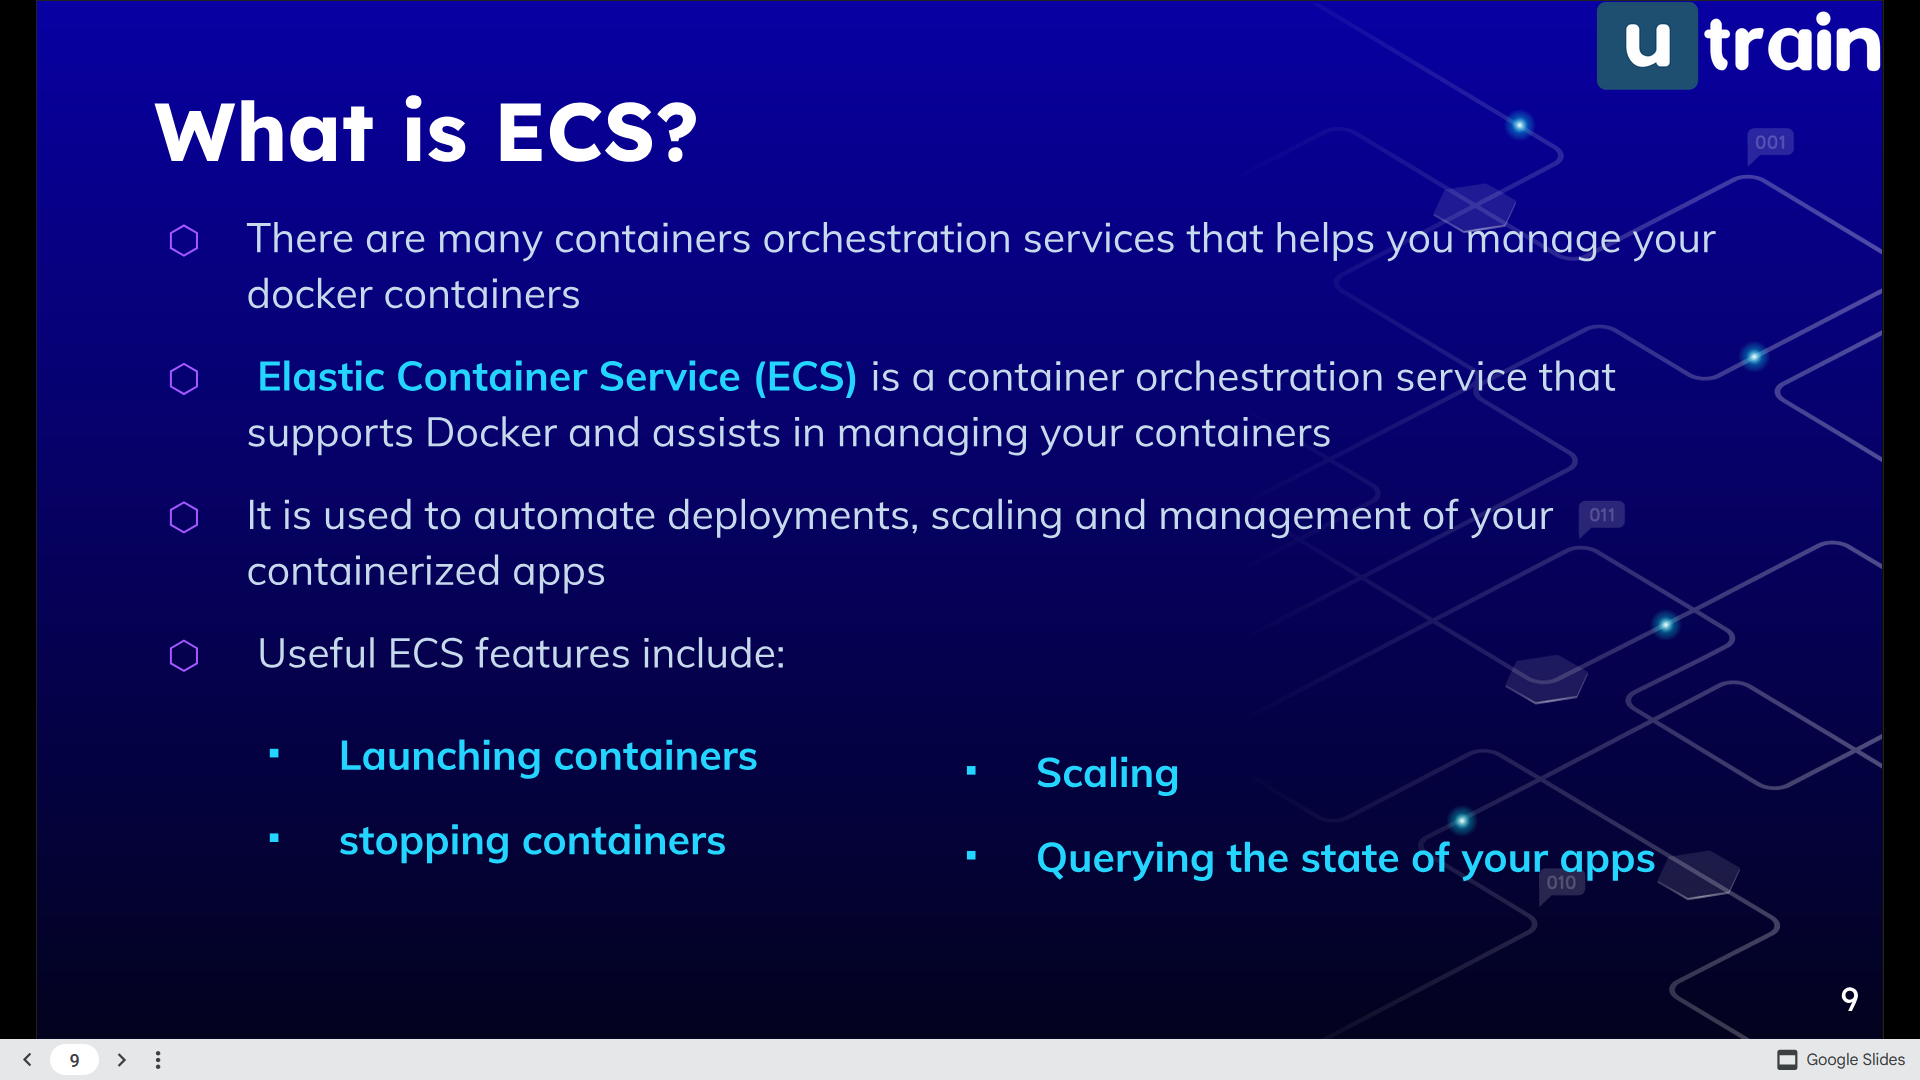 u train
001
What is ECS?
There are many containers orchestration services that helps you manage your
docker containers
Elastic Container Service (ECS) is a container orchestration service that
supports Docker and assists in managing your containers
It is used to automate deployments, scaling and management of your
containerized apps
011
Useful ECS features include:
▪ Launching containers
▪ stopping containers
▪ Scaling
▪ Querying the state of your apps
010
9
9
Google Slides